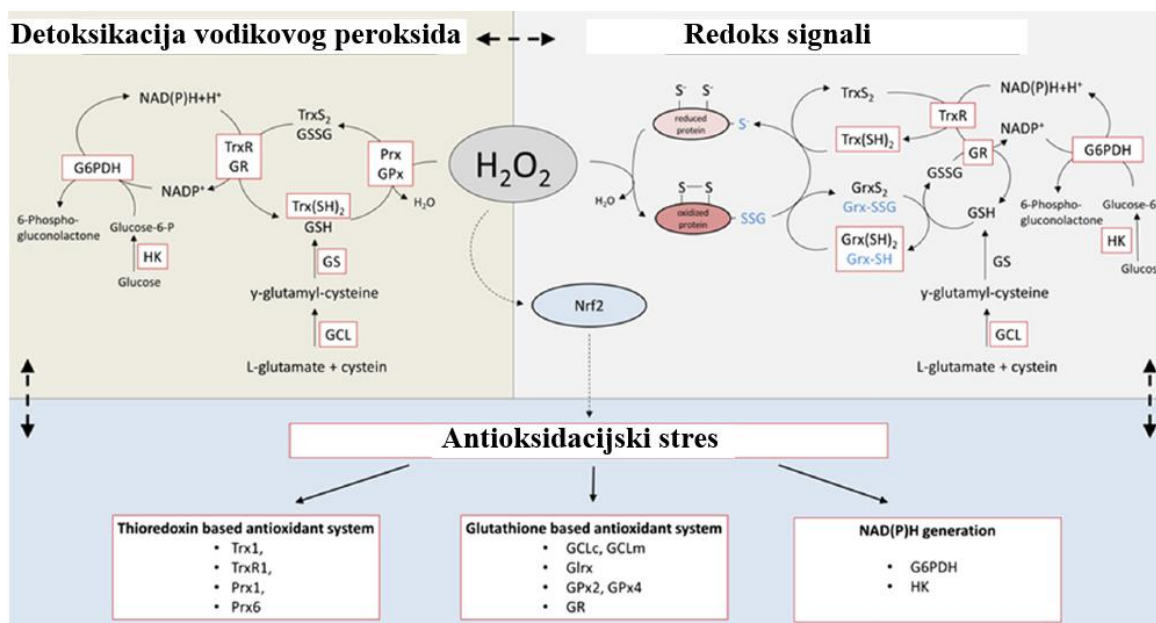 Detoksikacija vodikovog peroksida
Redoks signali
NAD(P)H+H⁺
TrxS₂
GSSG
G6PDH
TrxR
GR
Prx
GPx
NADP⁺
H₂O
6-Phospho-
gluconolactone
Glucose-6-P
Trx(SH)₂
GSH
HK
Glucose
GS
γ-glutamyl-cysteine
GCL
L-glutamate + cystein
H₂O₂
Nrf2
S⁻ S⁻
reduced
protein
S⁻
H₂O
S — S
oxidized
protein
SSG
TrxS₂
Trx(SH)₂
TrxR
NAD(P)H+H⁺
NADP⁺
GR
G6PDH
GSSG
GrxS₂
Grx-SSG
GSH
Grx(SH)₂
Grx-SH
6-Phospho-
gluconolactone
Glucose-6
HK
Glucos
GS
γ-glutamyl-cysteine
GCL
L-glutamate + cystein
Antioksidacijski stres
Thioredoxin based antioxidant system
• Trx1,
• TrxR1,
• Prx1,
• Prx6
Glutathione based antioxidant system
• GCLc, GCLm
• Glrx
• GPx2, GPx4
• GR
NAD(P)H generation
• G6PDH
• HK